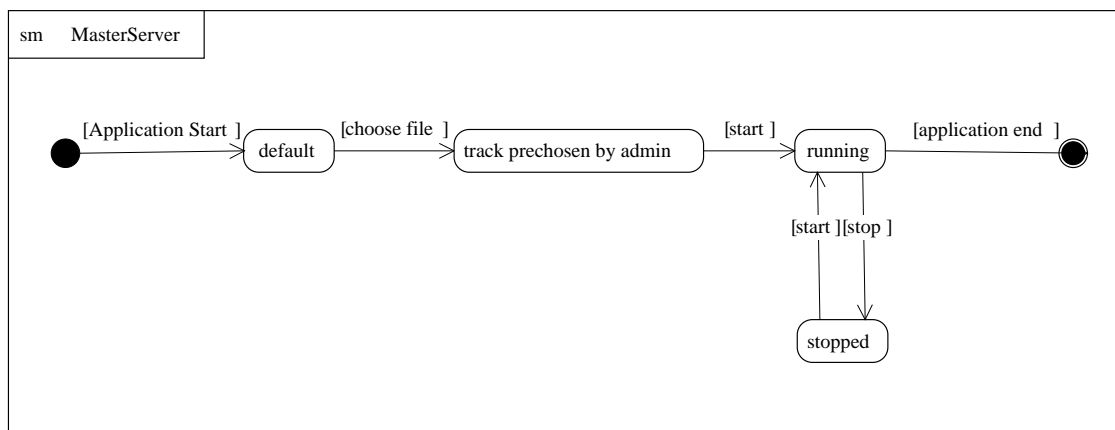 sm MasterServer
[Application Start ]
[choose file ]
[start ]
[application end ]
default
track prechosen by admin
running
[start ][stop ]
stopped